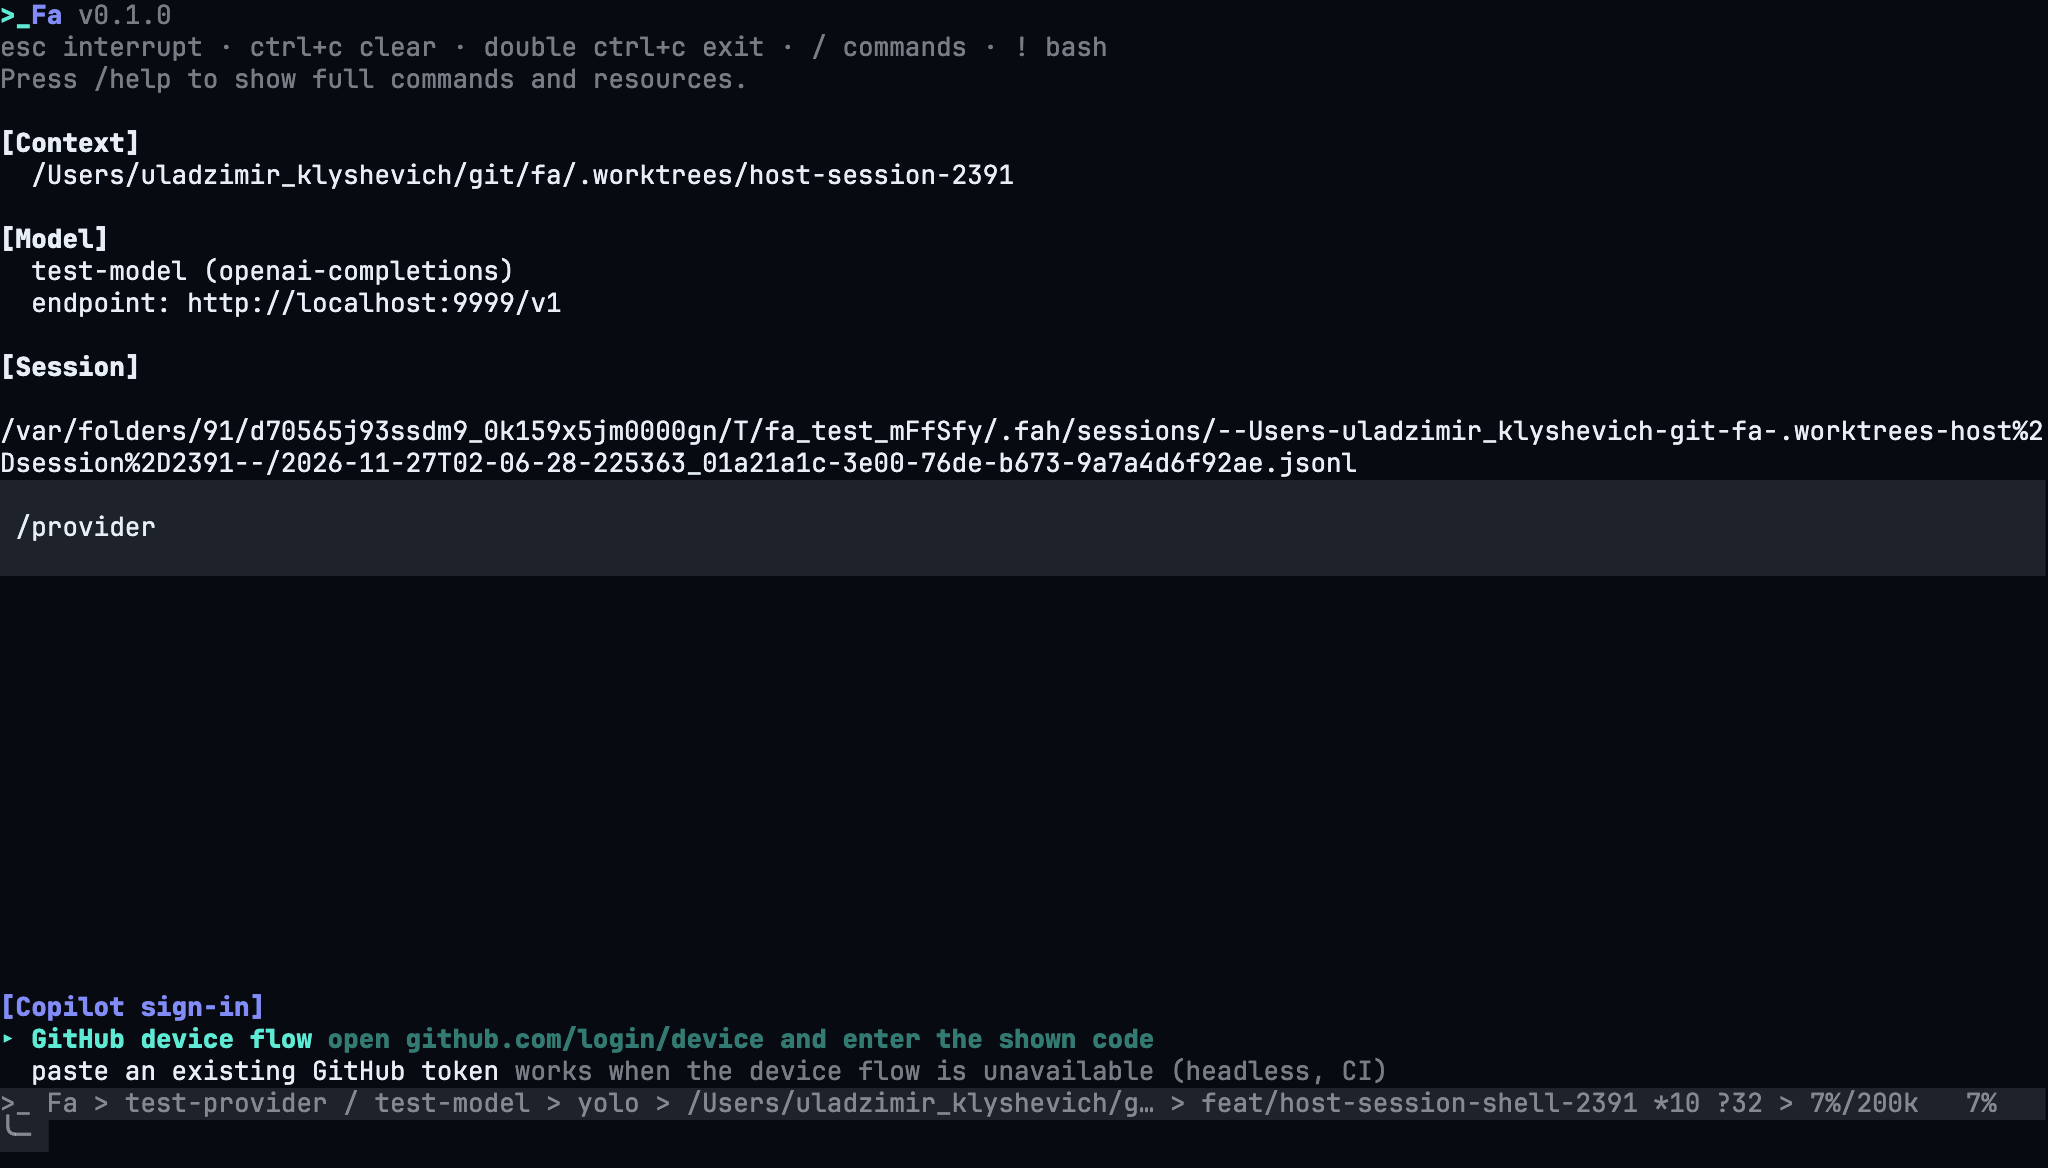 >_Fa v0.1.0
esc interrupt · ctrl+c clear · double ctrl+c exit · / commands · ! bash
Press /help to show full commands and resources.
[Context]
/Users/uladzimir_klyshevich/git/fa/.worktrees/host-session-2391
[Model]
test-model (openai-completions)
endpoint: http://localhost:9999/v1
[Session]
/var/folders/91/d70565j93ssdm9_0k159x5jm0000gn/T/fa_test_mFfSfy/.fah/sessions/--Users-uladzimir_klyshevich-git-fa-.worktrees-host%2
Dsession%2D2391--/2026-11-27T02-06-28-225363_01a21a1c-3e00-76de-b673-9a7a4d6f92ae.jsonl
/provider
[Copilot sign-in]
▸ GitHub device flow open github.com/login/device and enter the shown code
paste an existing GitHub token works when the device flow is unavailable (headless, CI)
>_ Fa > test-provider / test-model > yolo > /Users/uladzimir_klyshevich/g… > feat/host-session-shell-2391 *10 ?32 > 7%/200k 7%